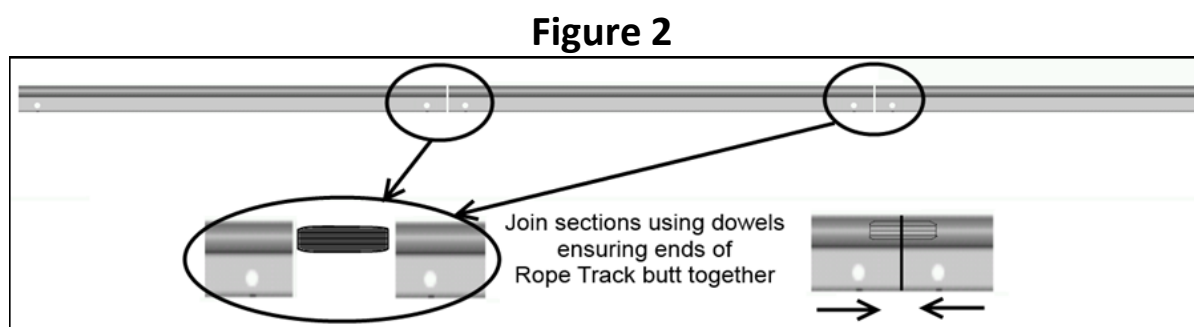 Figure 2
Join sections using dowels
ensuring ends of
Rope Track butt together